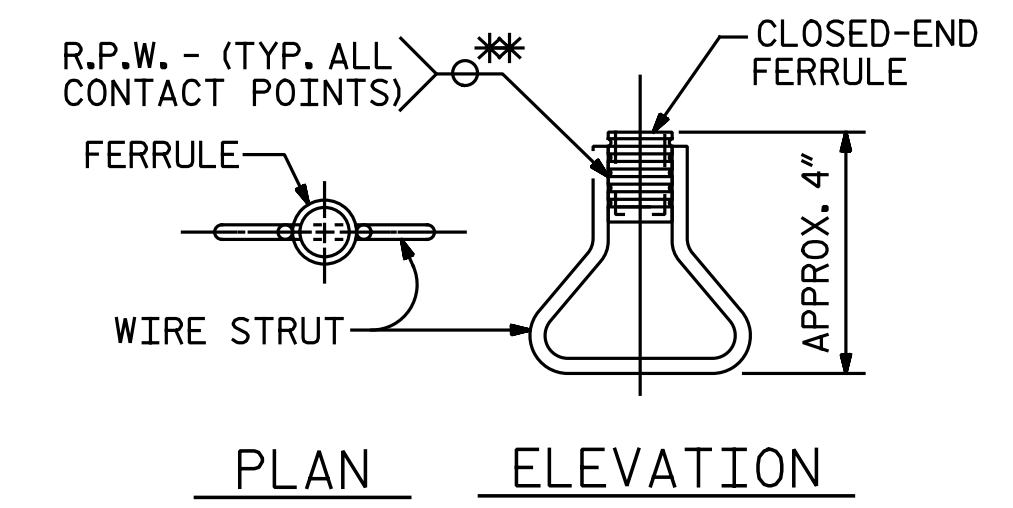 R.P.W. - (TYP. ALL
CONTACT POINTS)
**
CLOSED-END
FERRULE
FERRULE
APPROX. 4"
WIRE STRUT
PLAN
ELEVATION